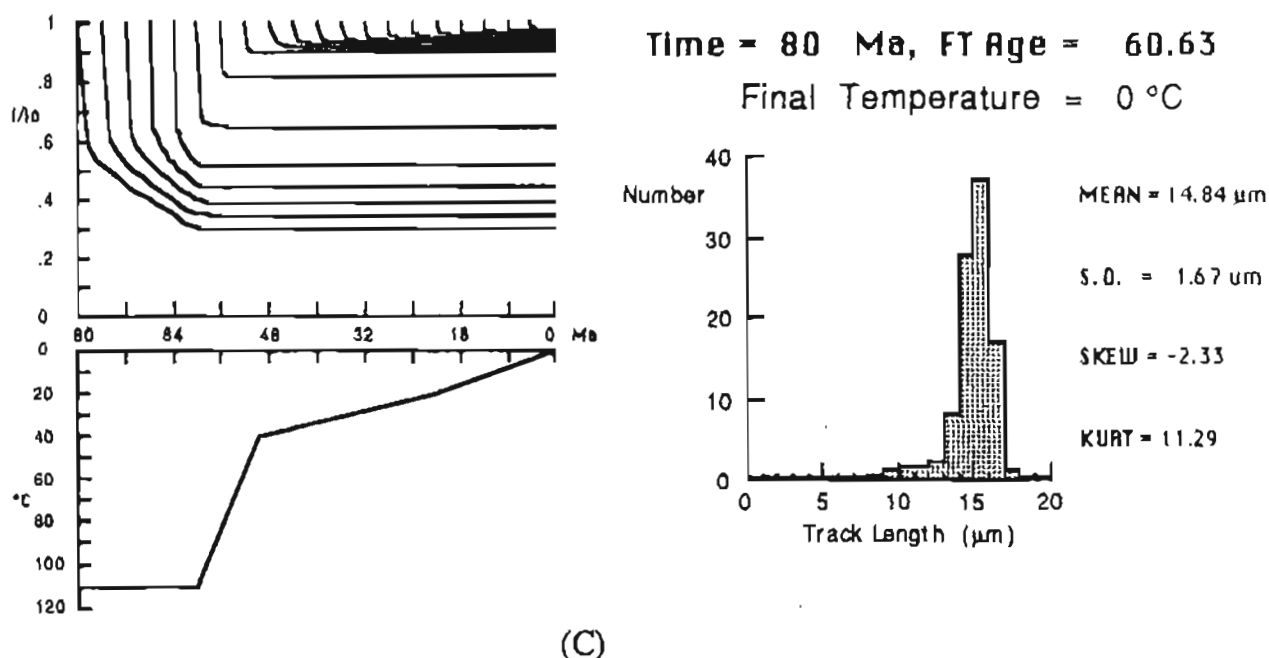 Time = 80 Ma, FT Age = 60.63
Final Temperature = 0 °C
l/lo
.8
.6
.4
.2
0
80 64 48 32 16 0 Ma
0
20
40
60
80
100
120
°C
Number
40
30
20
10
0
0 5 10 15 20
Track Length (µm)
MEAN = 14.84 µm
S.D. = 1.67 um
SKEW = -2.33
KURT = 11.29
(C)